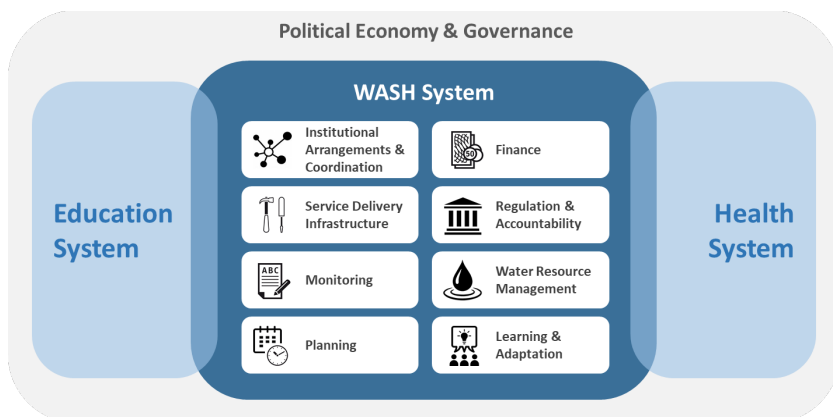 Political Economy & Governance
WASH System
Institutional
Arrangements &
Coordination
Finance
50
Service Delivery
Infrastructure
Regulation &
Accountability
ABC
Monitoring
Water Resource
Management
Planning
Learning &
Adaptation
Education
System
Health
System